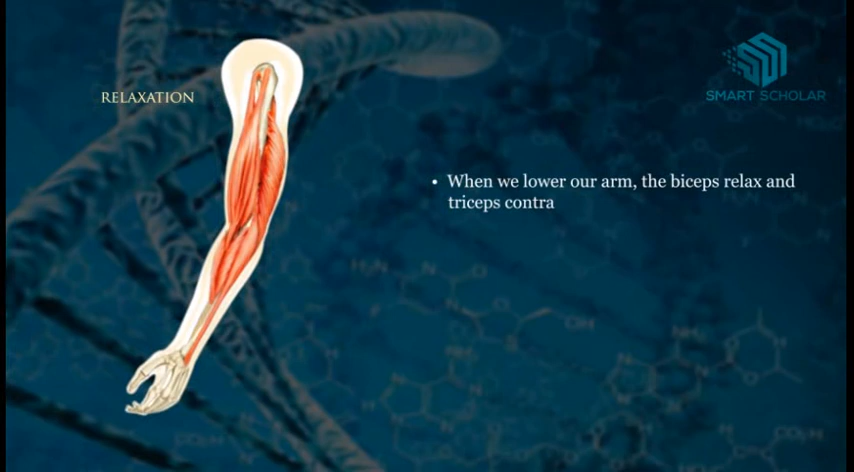 RELAXATION
SMART SCHOLAR
• When we lower our arm, the biceps relax and
triceps contra